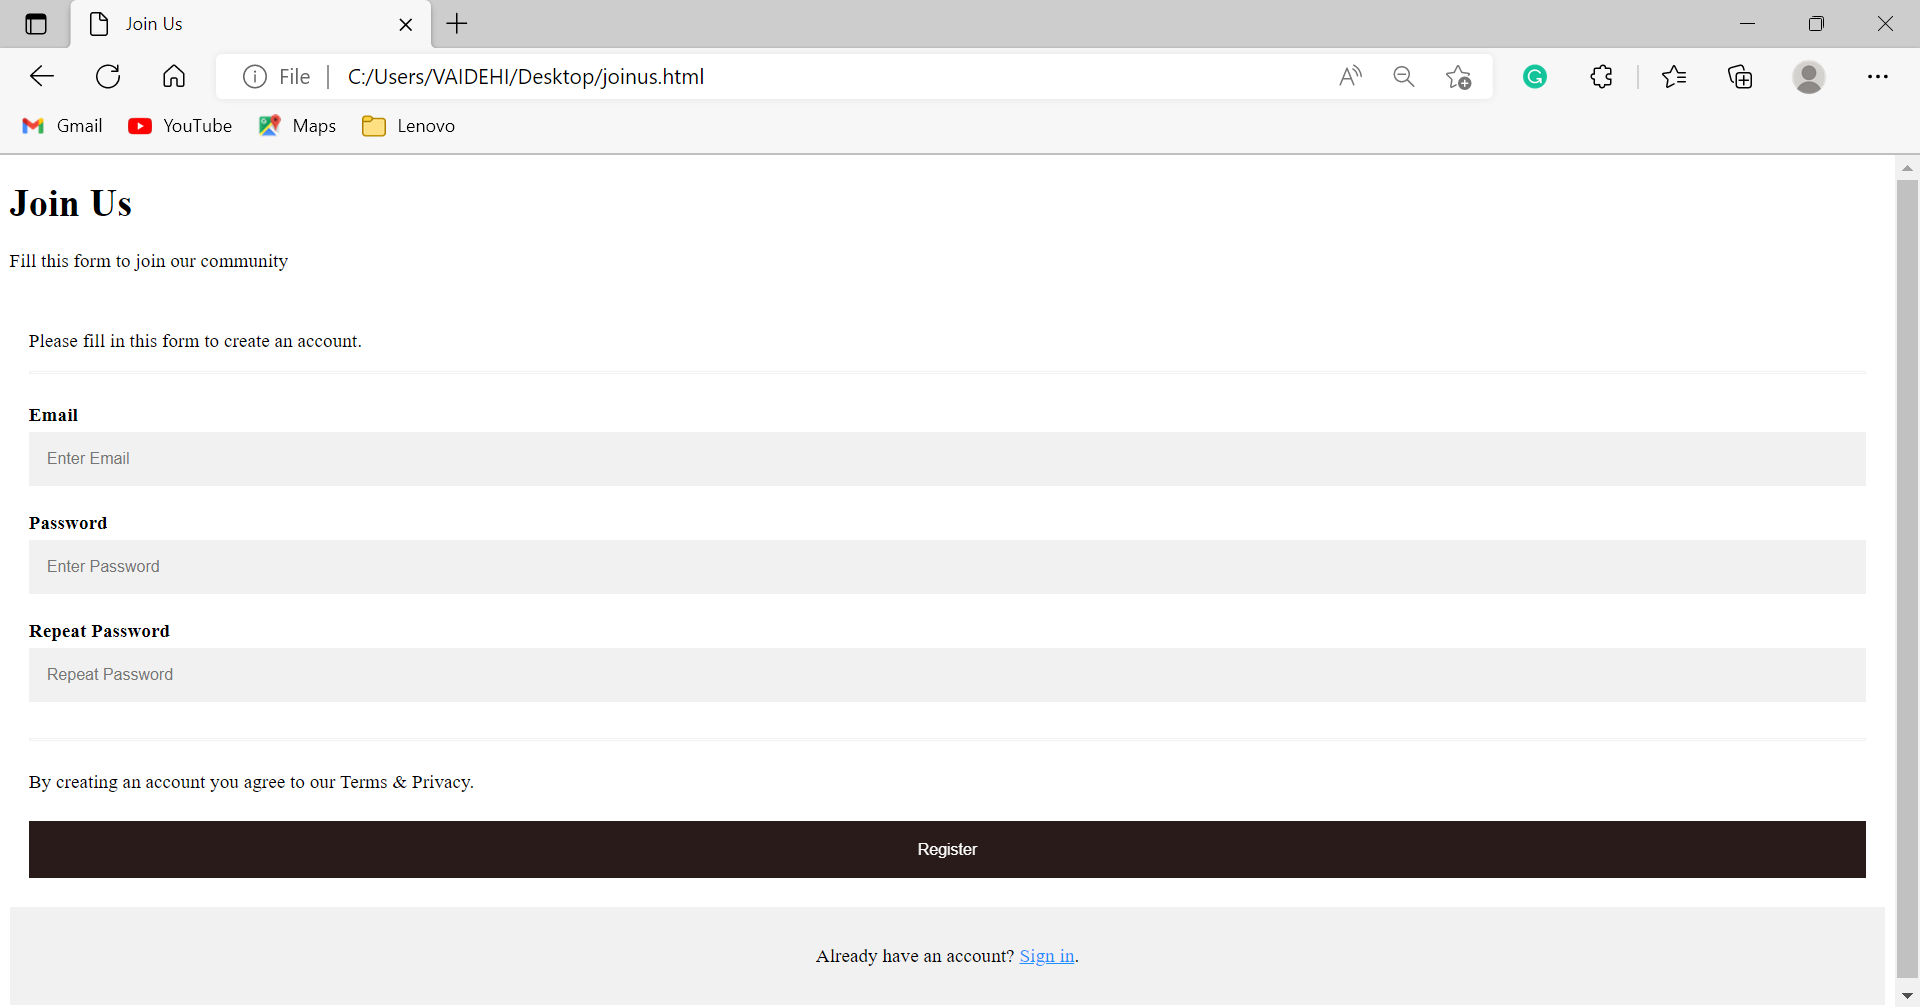 Join Us
File C:/Users/VAIDEHI/Desktop/joinus.html
Gmail YouTube Maps Lenovo
Join Us
Fill this form to join our community
Please fill in this form to create an account.
Email
Enter Email
Password
Enter Password
Repeat Password
Repeat Password
By creating an account you agree to our Terms & Privacy.
Register
Already have an account? Sign in.